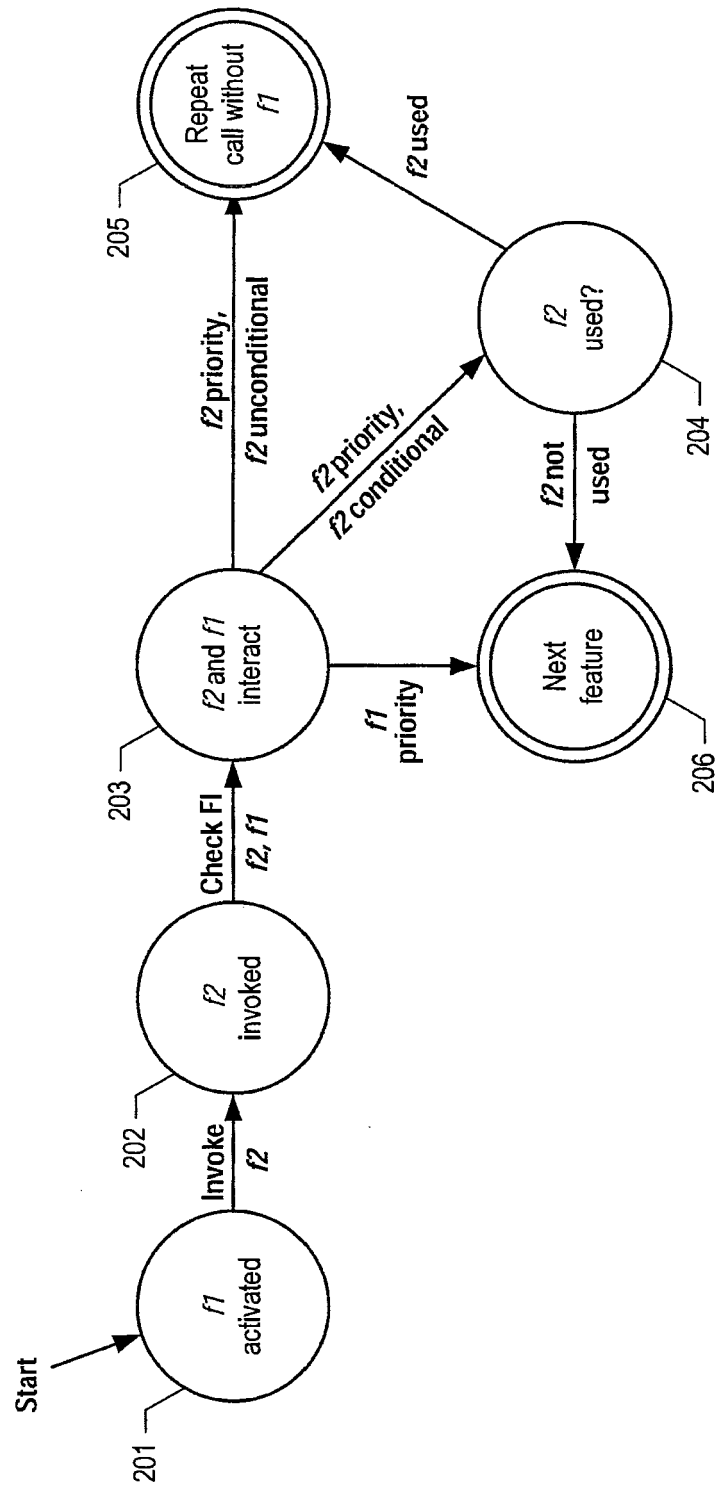 Start
201
f1
activated
Invoke
f2
202
f2
invoked
Check FI
f2, f1
203
f2 and f1
interact
f2 priority,
f2 unconditional
205
Repeat
call without
f1
f2 priority,
f2 conditional
f1
priority
f2 used
f2
used?
204
f2 not
used
Next
feature
206